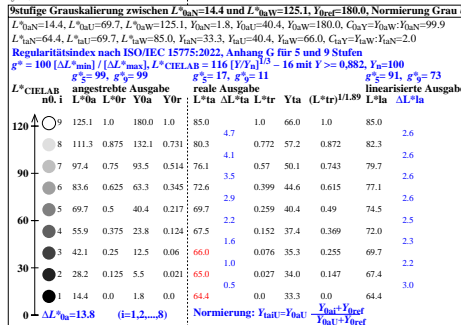 9stufige Grauskalierung zwischen L*0aN=14.4 und L*0aW=125.1, Y0ref=180.0, Normierung Grau
L*0aN=14.4, L*0aU=69.7, L*0aW=125.1, Y0aN=1.8, Y0aU=40.4, Y0aW=180.0, C0aY=Y0aW:Y0aN=99.9
L*taN=64.4, L*taU=69.7, L*taW=85.0, YtaN=33.3, YtaU=40.4, YtaW=66.0, CtaY=YtaW:YtaN=2.0
Regularitätsindex nach ISO/IEC 15775:2022, Anhang G für 5 und 9 Stufen
g* = 100 [ΔL*min] / [ΔL*max], L*CIELAB = 116 [Y/Yn]1/3 − 16 mit Y >= 0,882, Yn=100
g*5= 99, g*9= 99 g*5= 17, g*9= 11 g*5= 91, g*9= 73
L*CIELAB angestrebte Ausgabe reale Ausgabe linearisierte Ausgabe
n0. i L*0a L*0r Y0a Y0r L*ta ΔL*ta L*tr Yta (L*tr)1/1.89 L*la ΔL*la
120 9 125.1 1.0 180.0 1.0 85.0 1.0 66.0 1.0 85.0
4.7 2.6
8 111.3 0.875 132.1 0.731 80.3 0.772 57.2 0.872 82.3
4.1 2.6
90 7 97.4 0.75 93.5 0.514 76.1 0.57 50.1 0.743 79.7
3.5 2.6
6 83.6 0.625 63.3 0.345 72.6 0.399 44.6 0.615 77.1
2.9 2.6
60 5 69.7 0.5 40.4 0.217 69.7 0.259 40.4 0.49 74.5
2.2 2.5
4 55.9 0.375 23.8 0.124 67.5 0.152 37.4 0.369 72.0
1.6 2.3
30 3 42.1 0.25 12.5 0.06 66.0 0.076 35.3 0.255 69.7
1.0 2.2
2 28.2 0.125 5.5 0.021 65.0 0.027 34.0 0.147 67.4
0.5 3.0
0 1 14.4 0.0 1.8 0.0 64.4 0.0 33.3 0.0 64.4
ΔL*0a=13.8 (i=1,2,...,8) Normierung: YtaiU=Y0aU Y0ai+Y0ref
Y0aU+Y0ref